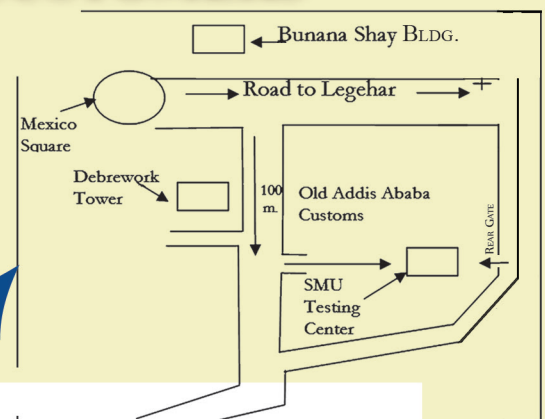 Bunana Shay BLDG.
Road to Legehar
Mexico
Square
Debrework
Tower
100
m.
Old Addis Ababa
Customs
REAR GATE
SMU
Testing
Center